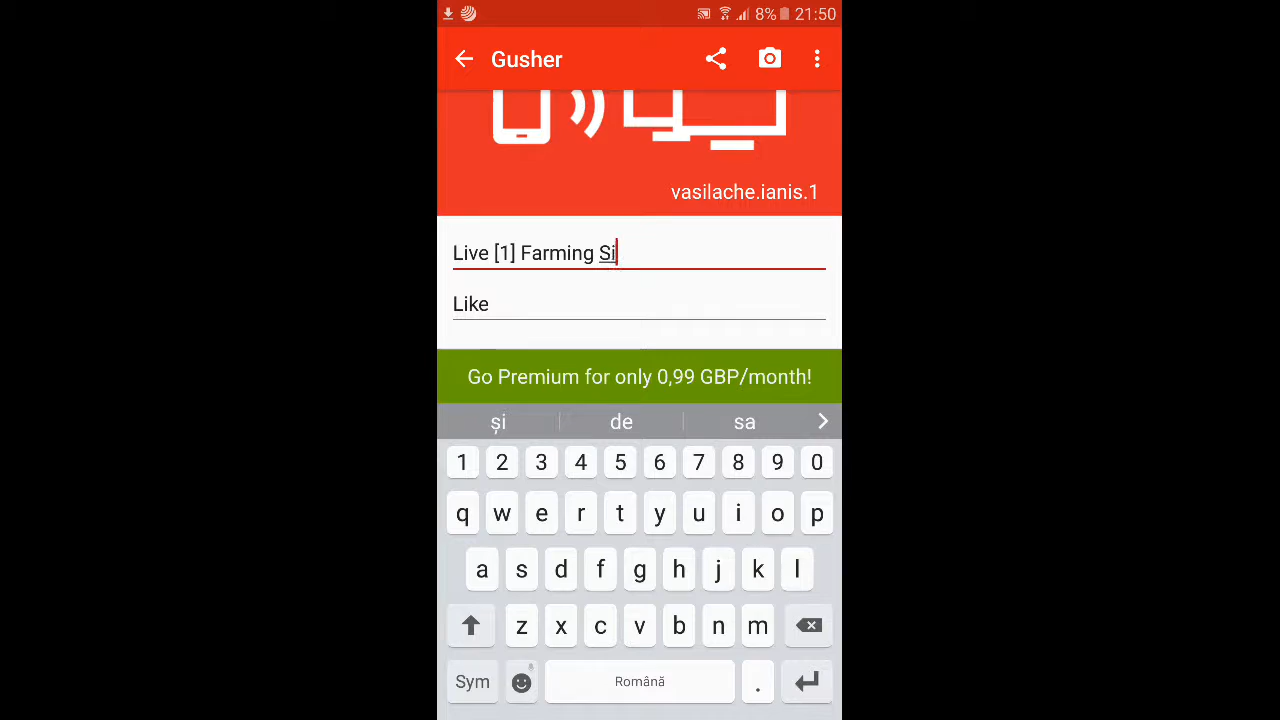 8% 21:50
Gusher
vasilache.ianis.1
Live [1] Farming Si
Like
Go Premium for only 0,99 GBP/month!
și de sa
1 2 3 4 5 6 7 8 9 0
q w e r t y u i o p
a s d f g h j k l
z x c v b n m
Sym Română .